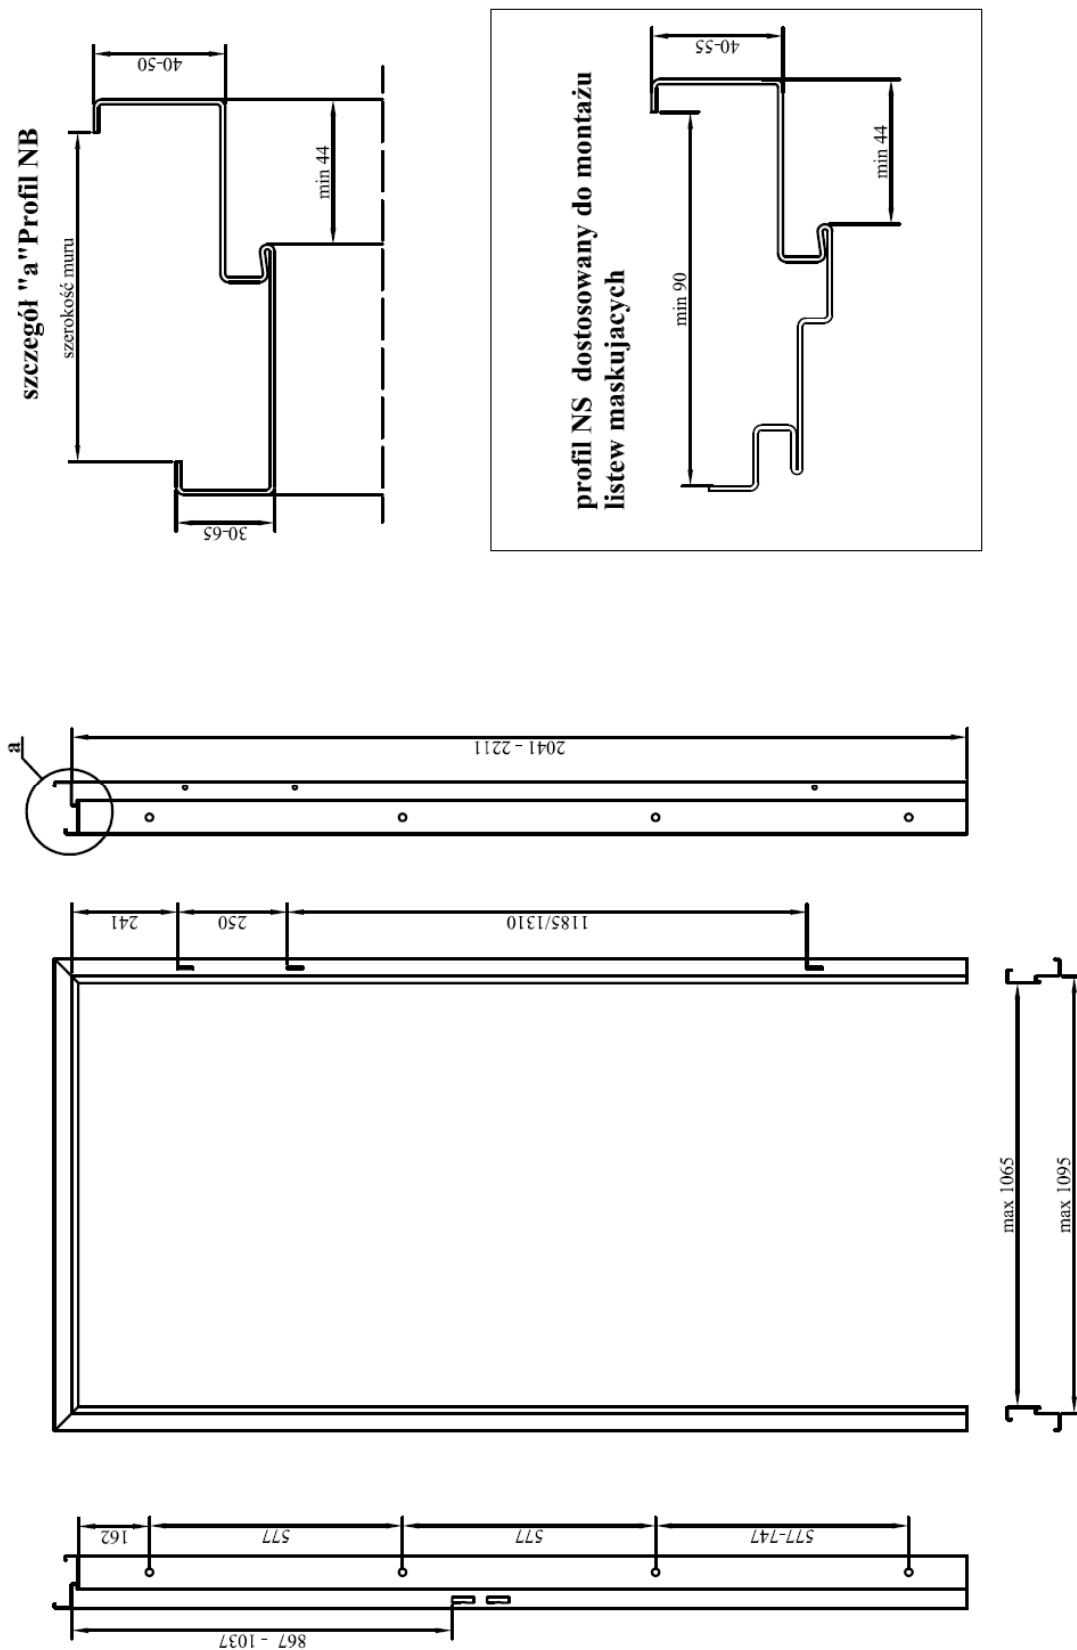 szczegół "a" Profil NB
40-50
szerokość muru
min 44
30-65
profil NS dostosowany do montażu
listew maskujacych
40-55
min 90
min 44
a
2041 - 2211
241
250
1185/1310
max 1065
max 1095
162
577
577
577-747
867 - 1037